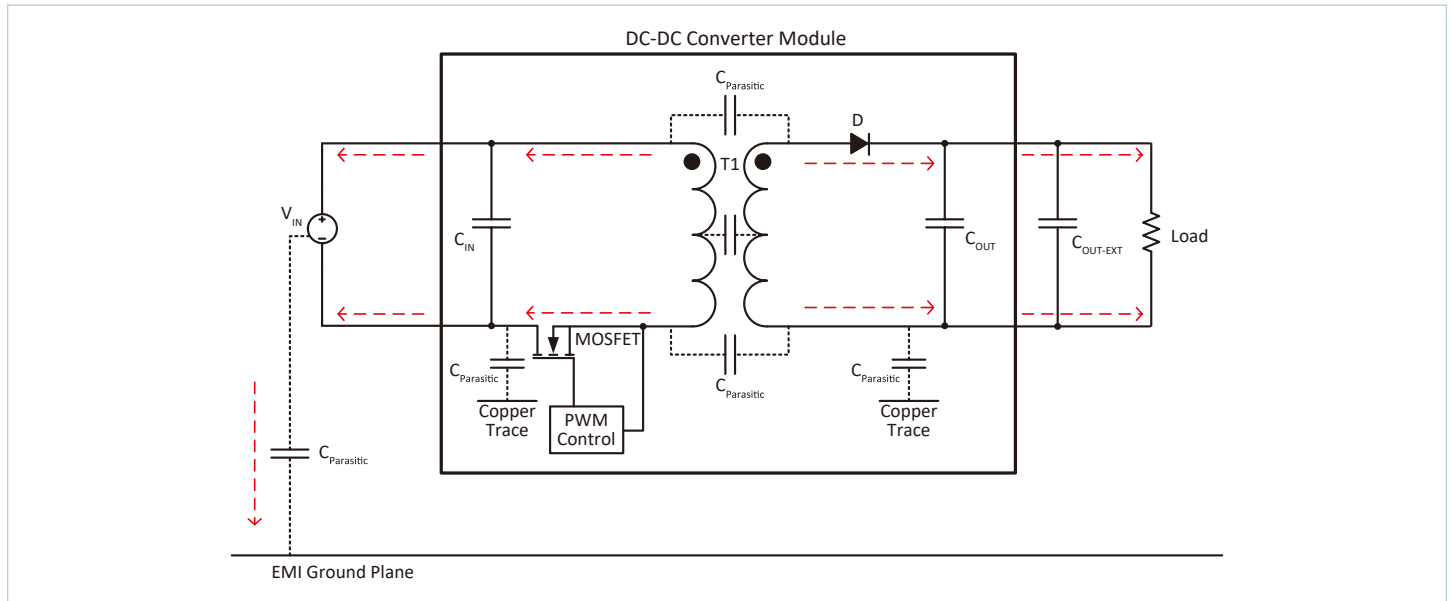 DC-DC Converter Module
CParasitic
D
T1
VIN
+
−
CIN
COUT
COUT-EXT
Load
MOSFET
CParasitic
CParasitic
CParasitic
Copper
Trace
PWM
Control
Copper
Trace
CParasitic
EMI Ground Plane